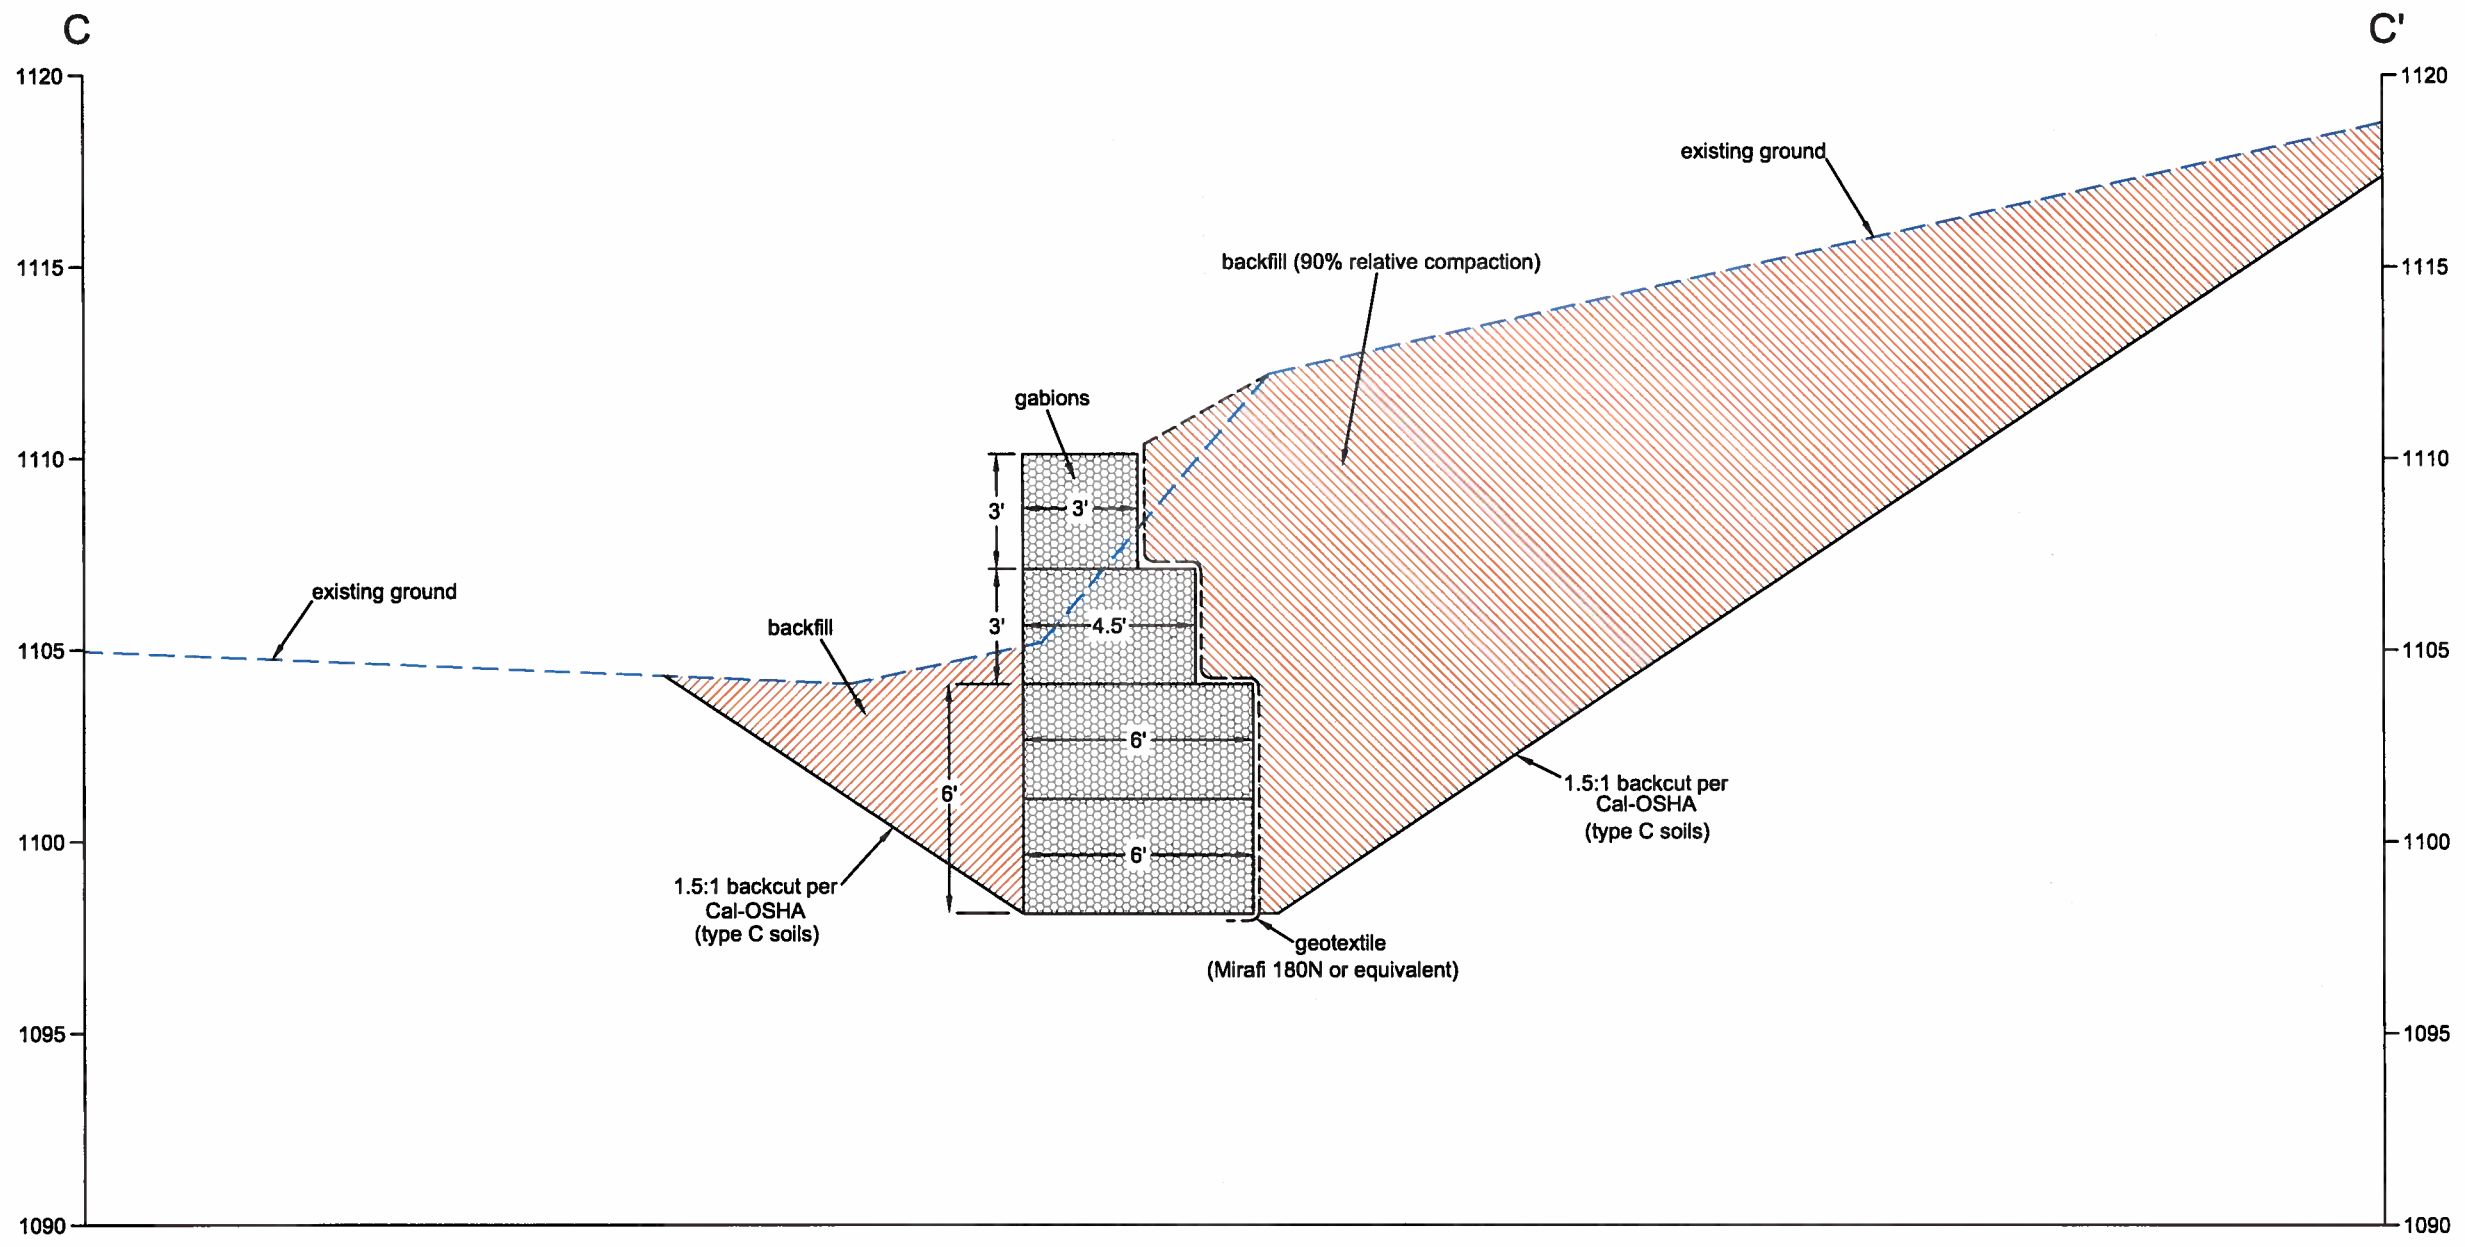 C
C'
1120
1120
existing ground
1115
backfill (90% relative compaction)
1115
gabions
1110
1110
3'
3'
existing ground
backfill
3'
4.5'
1105
1105
6'
6'
1.5:1 backcut per
Cal-OSHA
(type C soils)
1100
1100
6'
1.5:1 backcut per
Cal-OSHA
(type C soils)
geotextile
(Mirafi 180N or equivalent)
1095
1095
1090
1090